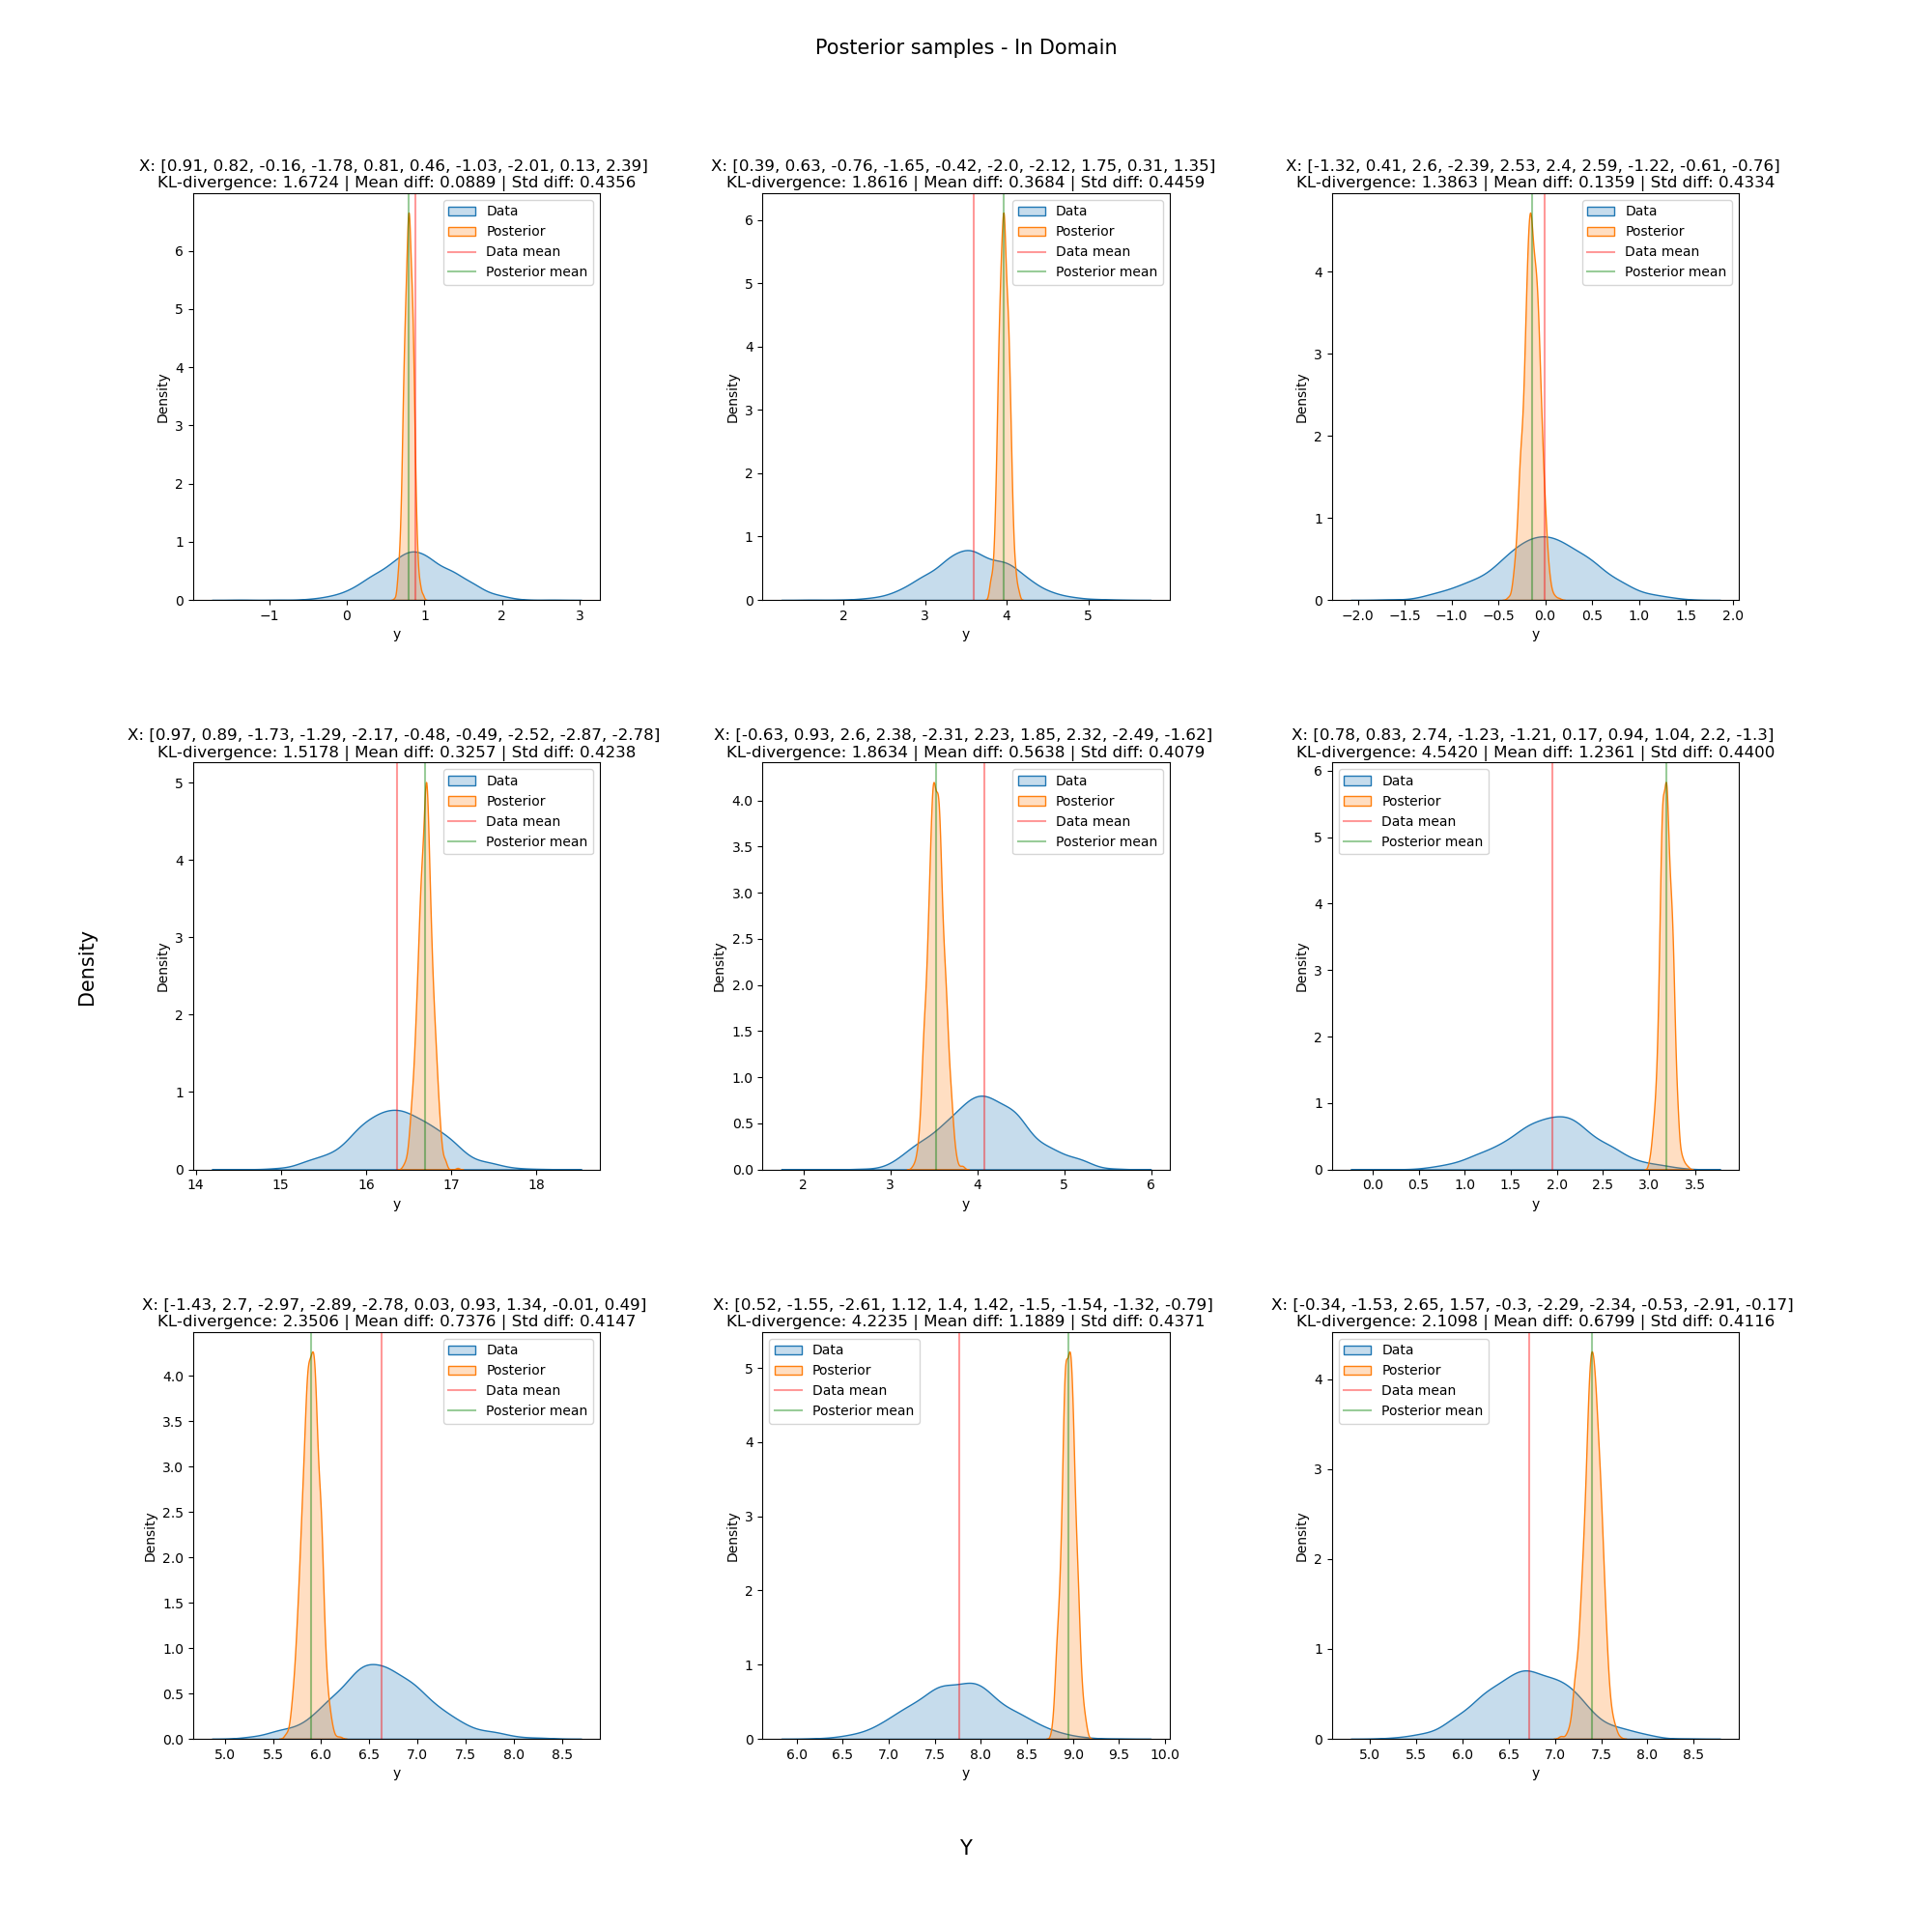 Posterior samples - In Domain
X: [0.91, 0.82, -0.16, -1.78, 0.81, 0.46, -1.03, -2.01, 0.13, 2.39]
KL-divergence: 1.6724 | Mean diff: 0.0889 | Std diff: 0.4356
Data
Posterior
Data mean
Posterior mean
6
5
4
3
2
1
0
Density
−1 0 1 2 3
y
X: [0.39, 0.63, -0.76, -1.65, -0.42, -2.0, -2.12, 1.75, 0.31, 1.35]
KL-divergence: 1.8616 | Mean diff: 0.3684 | Std diff: 0.4459
Data
Posterior
Data mean
Posterior mean
6
5
4
3
2
1
0
Density
2 3 4 5
y
X: [-1.32, 0.41, 2.6, -2.39, 2.53, 2.4, 2.59, -1.22, -0.61, -0.76]
KL-divergence: 1.3863 | Mean diff: 0.1359 | Std diff: 0.4334
Data
Posterior
Data mean
Posterior mean
4
3
2
1
0
Density
−2.0 −1.5 −1.0 −0.5 0.0 0.5 1.0 1.5 2.0
y
X: [0.97, 0.89, -1.73, -1.29, -2.17, -0.48, -0.49, -2.52, -2.87, -2.78]
KL-divergence: 1.5178 | Mean diff: 0.3257 | Std diff: 0.4238
Data
Posterior
Data mean
Posterior mean
5
4
3
2
1
0
Density
14 15 16 17 18
y
X: [-0.63, 0.93, 2.6, 2.38, -2.31, 2.23, 1.85, 2.32, -2.49, -1.62]
KL-divergence: 1.8634 | Mean diff: 0.5638 | Std diff: 0.4079
Data
Posterior
Data mean
Posterior mean
4.0
3.5
3.0
2.5
2.0
1.5
1.0
0.5
0.0
Density
2 3 4 5 6
y
X: [0.78, 0.83, 2.74, -1.23, -1.21, 0.17, 0.94, 1.04, 2.2, -1.3]
KL-divergence: 4.5420 | Mean diff: 1.2361 | Std diff: 0.4400
Data
Posterior
Data mean
Posterior mean
6
5
4
3
2
1
0
Density
0.0 0.5 1.0 1.5 2.0 2.5 3.0 3.5
y
Density
X: [-1.43, 2.7, -2.97, -2.89, -2.78, 0.03, 0.93, 1.34, -0.01, 0.49]
KL-divergence: 2.3506 | Mean diff: 0.7376 | Std diff: 0.4147
Data
Posterior
Data mean
Posterior mean
4.0
3.5
3.0
2.5
2.0
1.5
1.0
0.5
0.0
Density
5.0 5.5 6.0 6.5 7.0 7.5 8.0 8.5
y
X: [0.52, -1.55, -2.61, 1.12, 1.4, 1.42, -1.5, -1.54, -1.32, -0.79]
KL-divergence: 4.2235 | Mean diff: 1.1889 | Std diff: 0.4371
Data
Posterior
Data mean
Posterior mean
5
4
3
2
1
0
Density
6.0 6.5 7.0 7.5 8.0 8.5 9.0 9.5 10.0
y
X: [-0.34, -1.53, 2.65, 1.57, -0.3, -2.29, -2.34, -0.53, -2.91, -0.17]
KL-divergence: 2.1098 | Mean diff: 0.6799 | Std diff: 0.4116
Data
Posterior
Data mean
Posterior mean
4
3
2
1
0
Density
5.0 5.5 6.0 6.5 7.0 7.5 8.0 8.5
y
Y